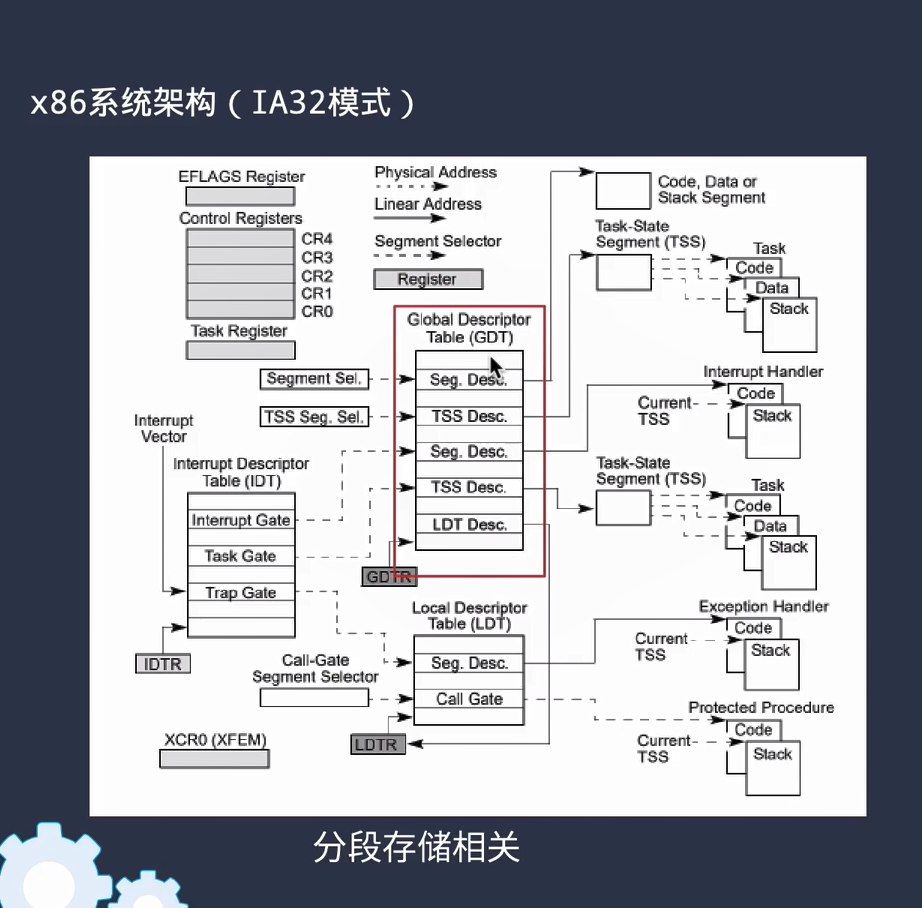 x86系统架构（IA32模式）
EFLAGS Register
Control Registers
CR4
CR3
CR2
CR1
CR0
Task Register
Physical Address
Linear Address
Segment Selector
Register
Code, Data or
Stack Segment
Task-State
Segment (TSS)
Task
Code
Data
Stack
Global Descriptor
Table (GDT)
Segment Sel.
Seg. Desc.
TSS Seg. Sel.
TSS Desc.
Seg. Desc.
TSS Desc.
LDT Desc.
GDTR
Interrupt Handler
Code
Current
TSS
Stack
Interrupt
Vector
Interrupt Descriptor
Table (IDT)
Interrupt Gate
Task Gate
Trap Gate
IDTR
Task-State
Segment (TSS)
Task
Code
Data
Stack
Local Descriptor
Table (LDT)
Seg. Desc.
Call Gate
Call-Gate
Segment Selector
LDTR
XCR0 (XFEM)
Exception Handler
Code
Current
TSS
Stack
Protected Procedure
Code
Current
TSS
Stack
分段存储相关